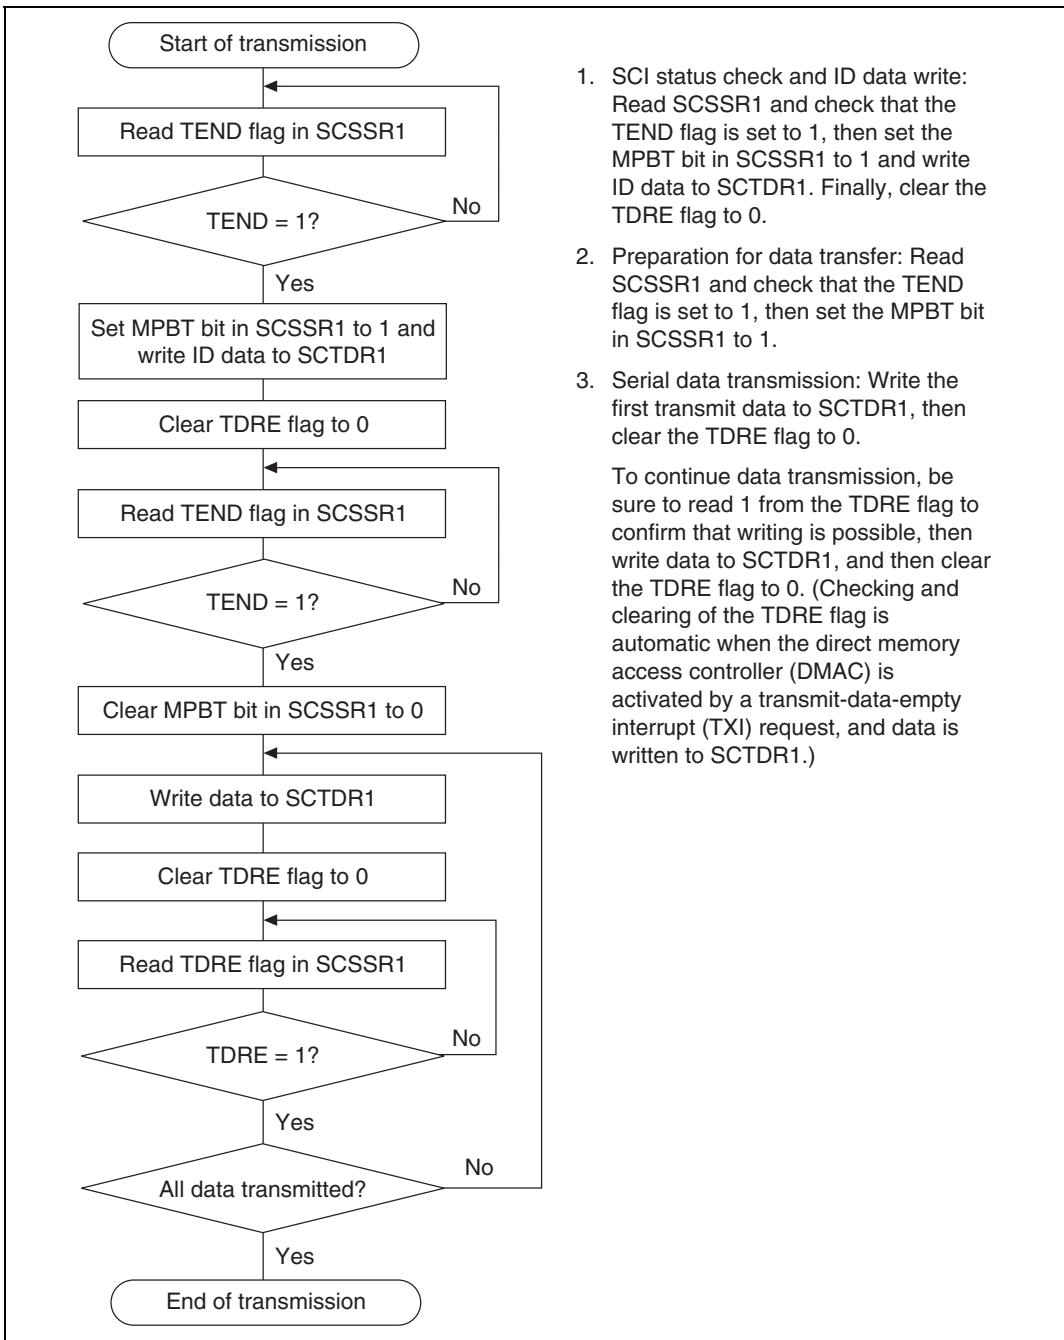 Start of transmission
Read TEND flag in SCSSR1
TEND = 1?
No
Yes
Set MPBT bit in SCSSR1 to 1 and
write ID data to SCTDR1
Clear TDRE flag to 0
Read TEND flag in SCSSR1
TEND = 1?
No
Yes
Clear MPBT bit in SCSSR1 to 0
Write data to SCTDR1
Clear TDRE flag to 0
Read TDRE flag in SCSSR1
TDRE = 1?
No
Yes
All data transmitted?
No
Yes
End of transmission
1. SCI status check and ID data write:
Read SCSSR1 and check that the
TEND flag is set to 1, then set the
MPBT bit in SCSSR1 to 1 and write
ID data to SCTDR1. Finally, clear the
TDRE flag to 0.
2. Preparation for data transfer: Read
SCSSR1 and check that the TEND
flag is set to 1, then set the MPBT bit
in SCSSR1 to 1.
3. Serial data transmission: Write the
first transmit data to SCTDR1, then
clear the TDRE flag to 0.
To continue data transmission, be
sure to read 1 from the TDRE flag to
confirm that writing is possible, then
write data to SCTDR1, and then clear
the TDRE flag to 0. (Checking and
clearing of the TDRE flag is
automatic when the direct memory
access controller (DMAC) is
activated by a transmit-data-empty
interrupt (TXI) request, and data is
written to SCTDR1.)